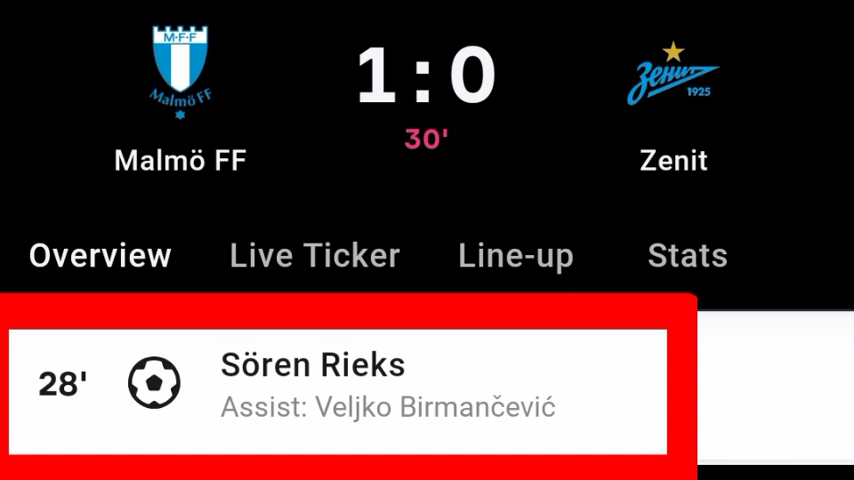 M·F·F
Malmö FF
1:0
Зенит
1925
30'
Malmö FF
Zenit
Overview
Live Ticker
Line-up
Stats
28'
Sören Rieks
Assist: Veljko Birmančević